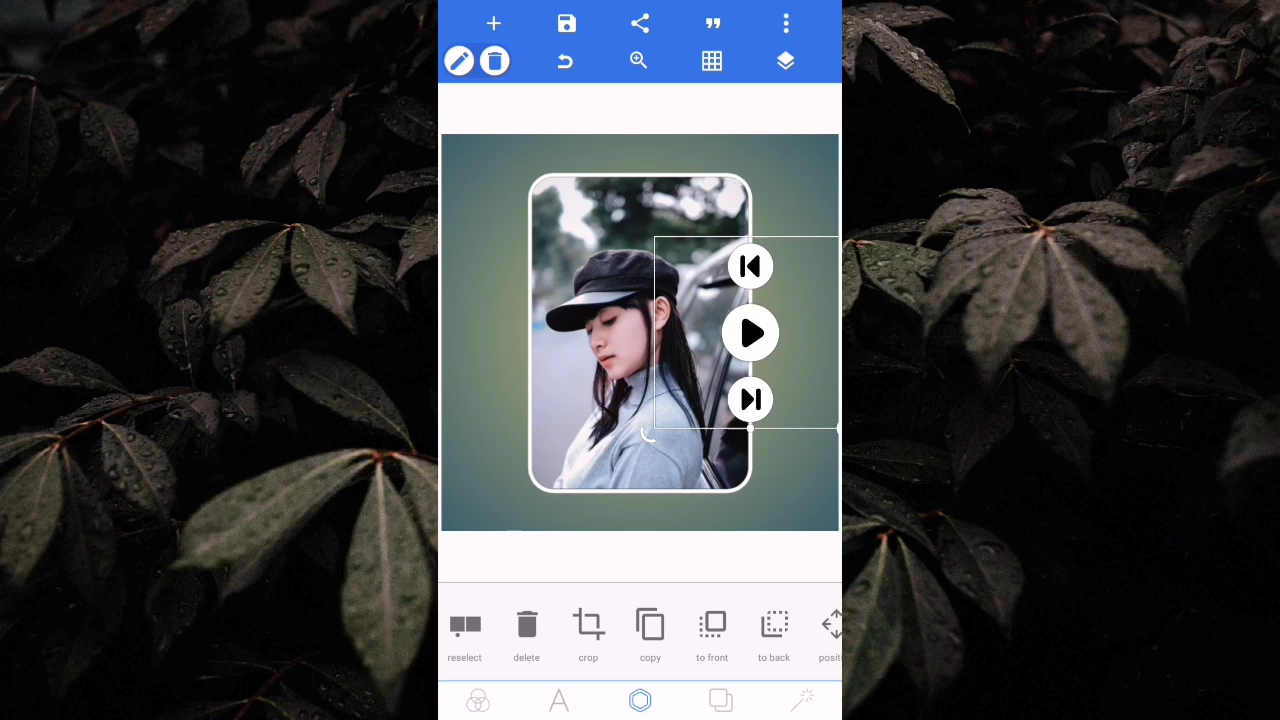 reselect
delete
crop
copy
to front
to back
positi